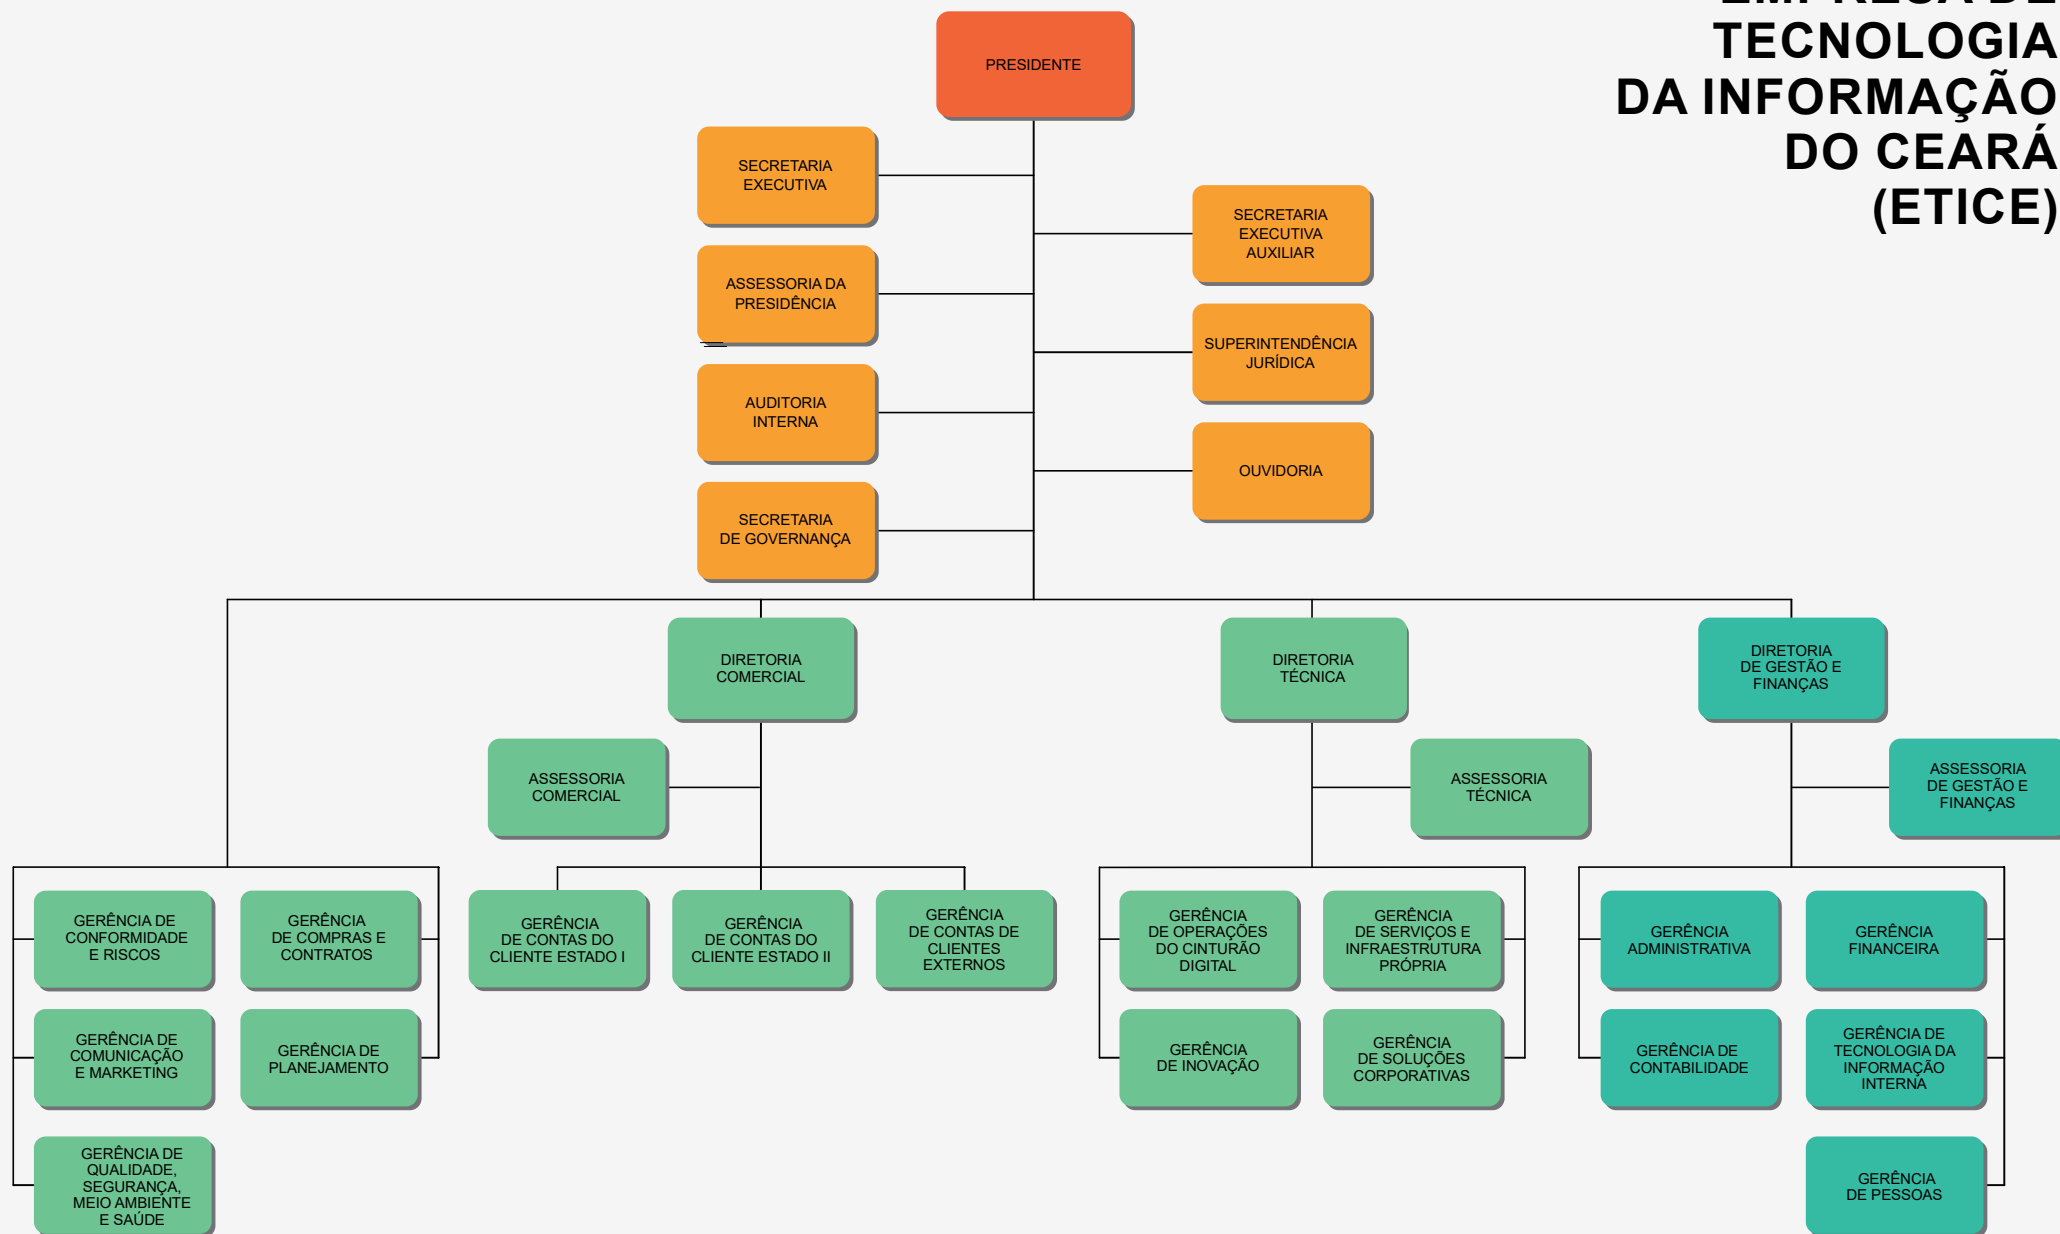 EMPRESA DE
TECNOLOGIA
DA INFORMAÇÃO
DO CEARÁ
(ETICE)
PRESIDENTE
SECRETARIA
EXECUTIVA
SECRETARIA
EXECUTIVA
AUXILIAR
ASSESSORIA DA
PRESIDÊNCIA
SUPERINTENDÊNCIA
JURÍDICA
AUDITORIA
INTERNA
OUVIDORIA
SECRETARIA
DE GOVERNANÇA
DIRETORIA
COMERCIAL
DIRETORIA
TÉCNICA
DIRETORIA
DE GESTÃO E
FINANÇAS
ASSESSORIA
COMERCIAL
ASSESSORIA
TÉCNICA
ASSESSORIA
DE GESTÃO E
FINANÇAS
GERÊNCIA DE
CONFORMIDADE
E RISCOS
GERÊNCIA
DE COMPRAS E
CONTRATOS
GERÊNCIA
DE CONTAS DO
CLIENTE ESTADO I
GERÊNCIA
DE CONTAS DO
CLIENTE ESTADO II
GERÊNCIA
DE CONTAS DE
CLIENTES
EXTERNOS
GERÊNCIA
DE OPERAÇÕES
DO CINTURÃO
DIGITAL
GERÊNCIA
DE SERVIÇOS E
INFRAESTRUTURA
PRÓPRIA
GERÊNCIA
ADMINISTRATIVA
GERÊNCIA
FINANCEIRA
GERÊNCIA DE
COMUNICAÇÃO
E MARKETING
GERÊNCIA DE
PLANEJAMENTO
GERÊNCIA
DE INOVAÇÃO
GERÊNCIA
DE SOLUÇÕES
CORPORATIVAS
GERÊNCIA DE
CONTABILIDADE
GERÊNCIA DE
TECNOLOGIA DA
INFORMAÇÃO
INTERNA
GERÊNCIA DE
QUALIDADE,
SEGURANÇA,
MEIO AMBIENTE
E SAÚDE
GERÊNCIA
DE PESSOAS